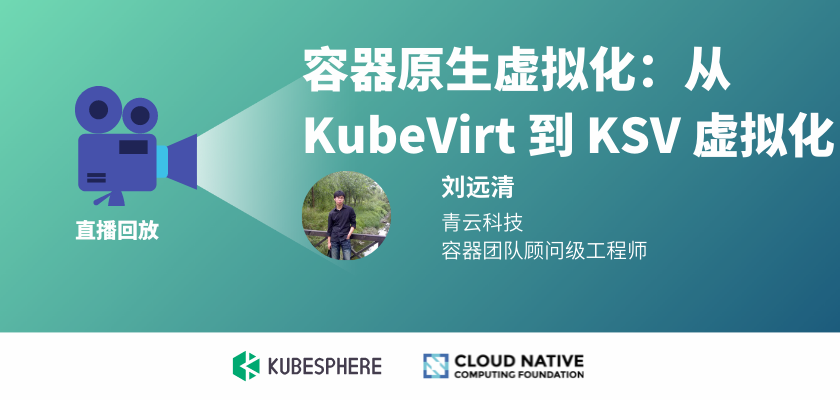 容器原生虚拟化：从
KubeVirt 到 KSV 虚拟化
刘远清
青云科技
容器团队顾问级工程师
直播回放
KUBESPHERE
CLOUD NATIVE
COMPUTING FOUNDATION